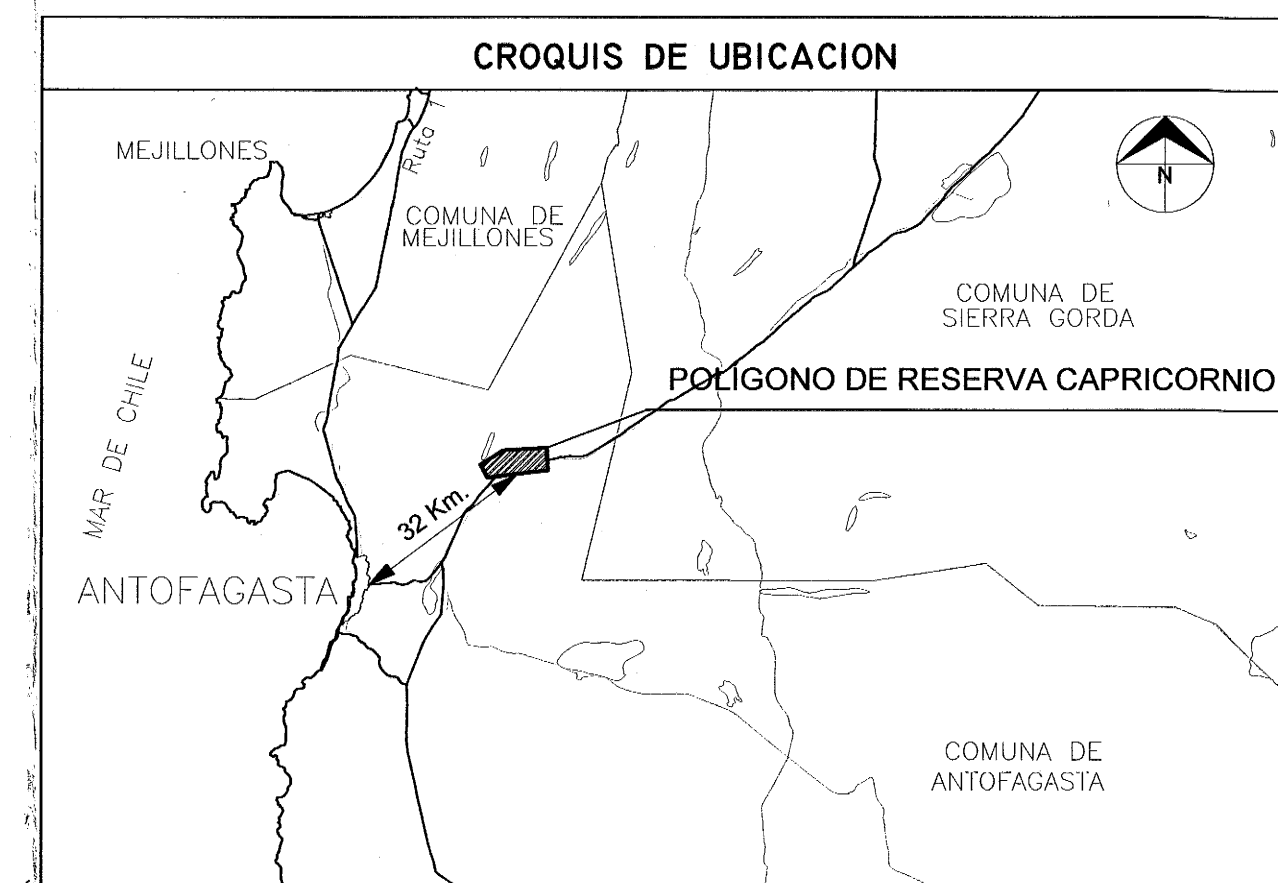 CROQUIS DE UBICACION
MEJILLONES
Ruta 1
COMUNA DE
MEJILLONES
N
COMUNA DE
SIERRA GORDA
MAR DE CHILE
POLÍGONO DE RESERVA CAPRICORNIO
32 Km.
ANTOFAGASTA
COMUNA DE
ANTOFAGASTA